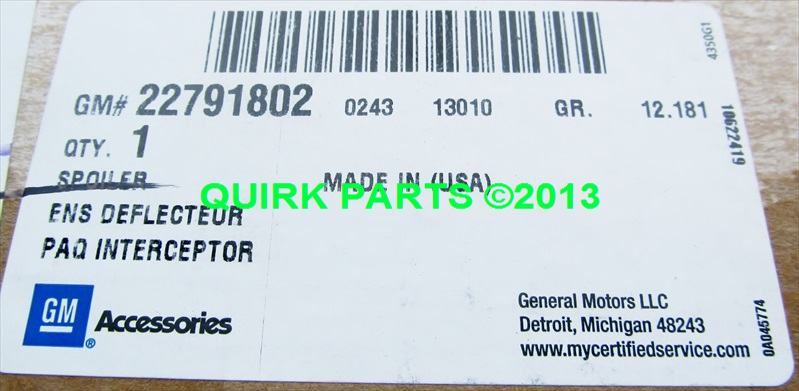 4350G1
GM# 22791802 0243 13010 GR. 12.181
10622419
QTY. 1
SPOILER MADE IN (USA)
QUIRK PARTS ©2013
ENS DEFLECTEUR
PAQ INTERCEPTOR
GM
® Accessories
General Motors LLC
Detroit, Michigan 48243
www.mycertifiedservice.com
0A045774